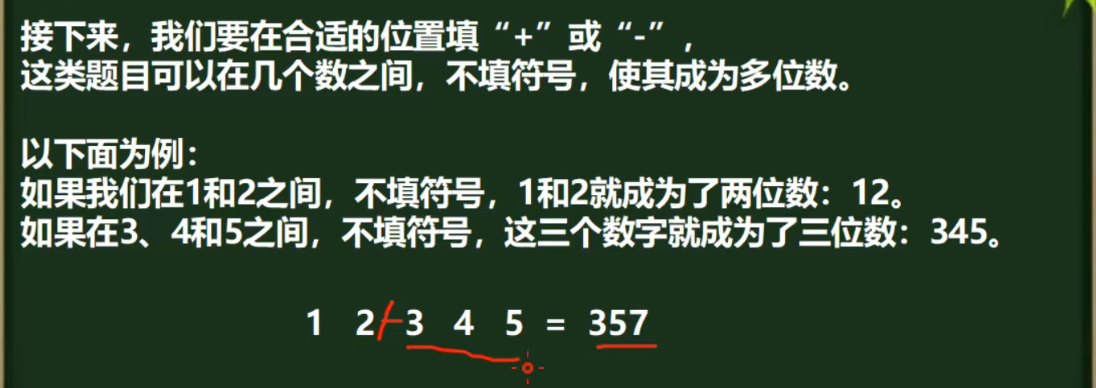 接下来，我们要在合适的位置填“+”或“-”，
这类题目可以在几个数之间，不填符号，使其成为多位数。
以下面为例：
如果我们在1和2之间，不填符号，1和2就成为了两位数：12。
如果在3、4和5之间，不填符号，这三个数字就成为了三位数：345。
1 2 3 4 5 = 357